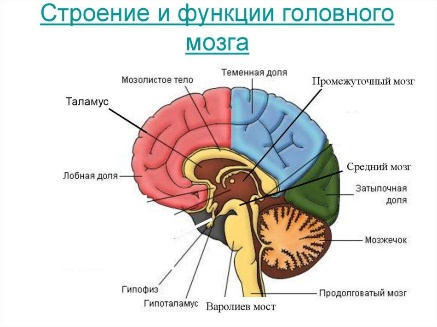 Строение и функции головного
мозга
Теменная доля
Мозолистое тело
Промежуточный мозг
Таламус
Средний мозг
Лобная доля
Затылочная
доля
Мозжечок
Гипофиз
Гипоталамус
Варолиев мост
Продолговатый мозг